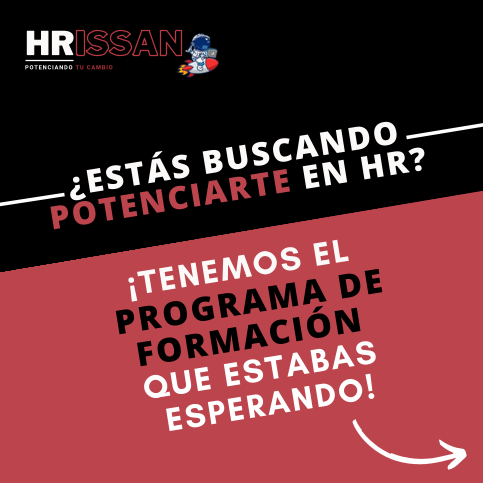 HRISSAN
POTENCIANDO TU CAMBIO
¿ESTÁS BUSCANDO
POTENCIARTE EN HR?
¡TENEMOS EL
PROGRAMA DE
FORMACIÓN
QUE ESTABAS
ESPERANDO!